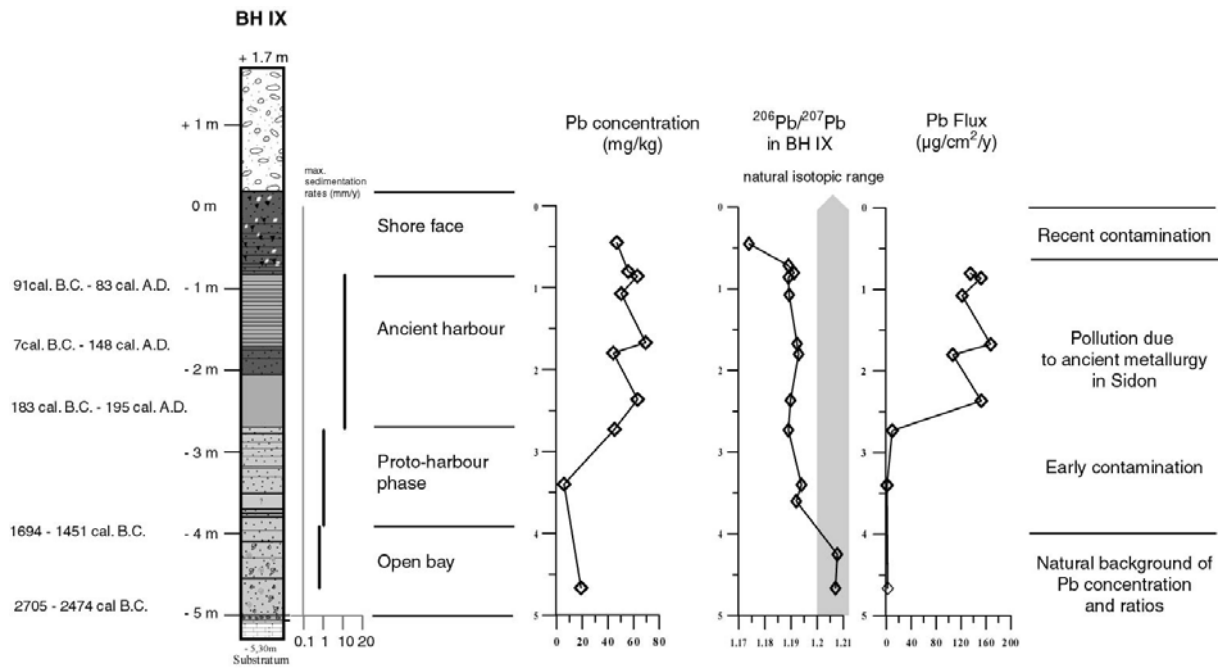 BH IX
+ 1.7 m
+ 1 m
0 m
- 1 m
- 2 m
- 3 m
- 4 m
- 5 m
- 5,30m
Substratum
91cal. B.C. - 83 cal. A.D.
7cal. B.C. - 148 cal. A.D.
183 cal. B.C. - 195 cal. A.D.
1694 - 1451 cal. B.C.
2705 - 2474 cal B.C.
max.
sedimentation
rates (mm/y)
0.1 1 10 20
Shore face
Ancient harbour
Proto-harbour
phase
Open bay
Pb concentration
(mg/kg)
0
1
2
3
4
5
0 20 40 60 80
²⁰⁶Pb/²⁰⁷Pb
in BH IX
natural isotopic range
0
1
2
3
4
5
1.17 1.18 1.19 1.2 1.21
Pb Flux
(µg/cm²/y)
0
1
2
3
4
5
0 40 80 120 160 200
Recent contamination
Pollution due
to ancient metallurgy
in Sidon
Early contamination
Natural background of
Pb concentration
and ratios